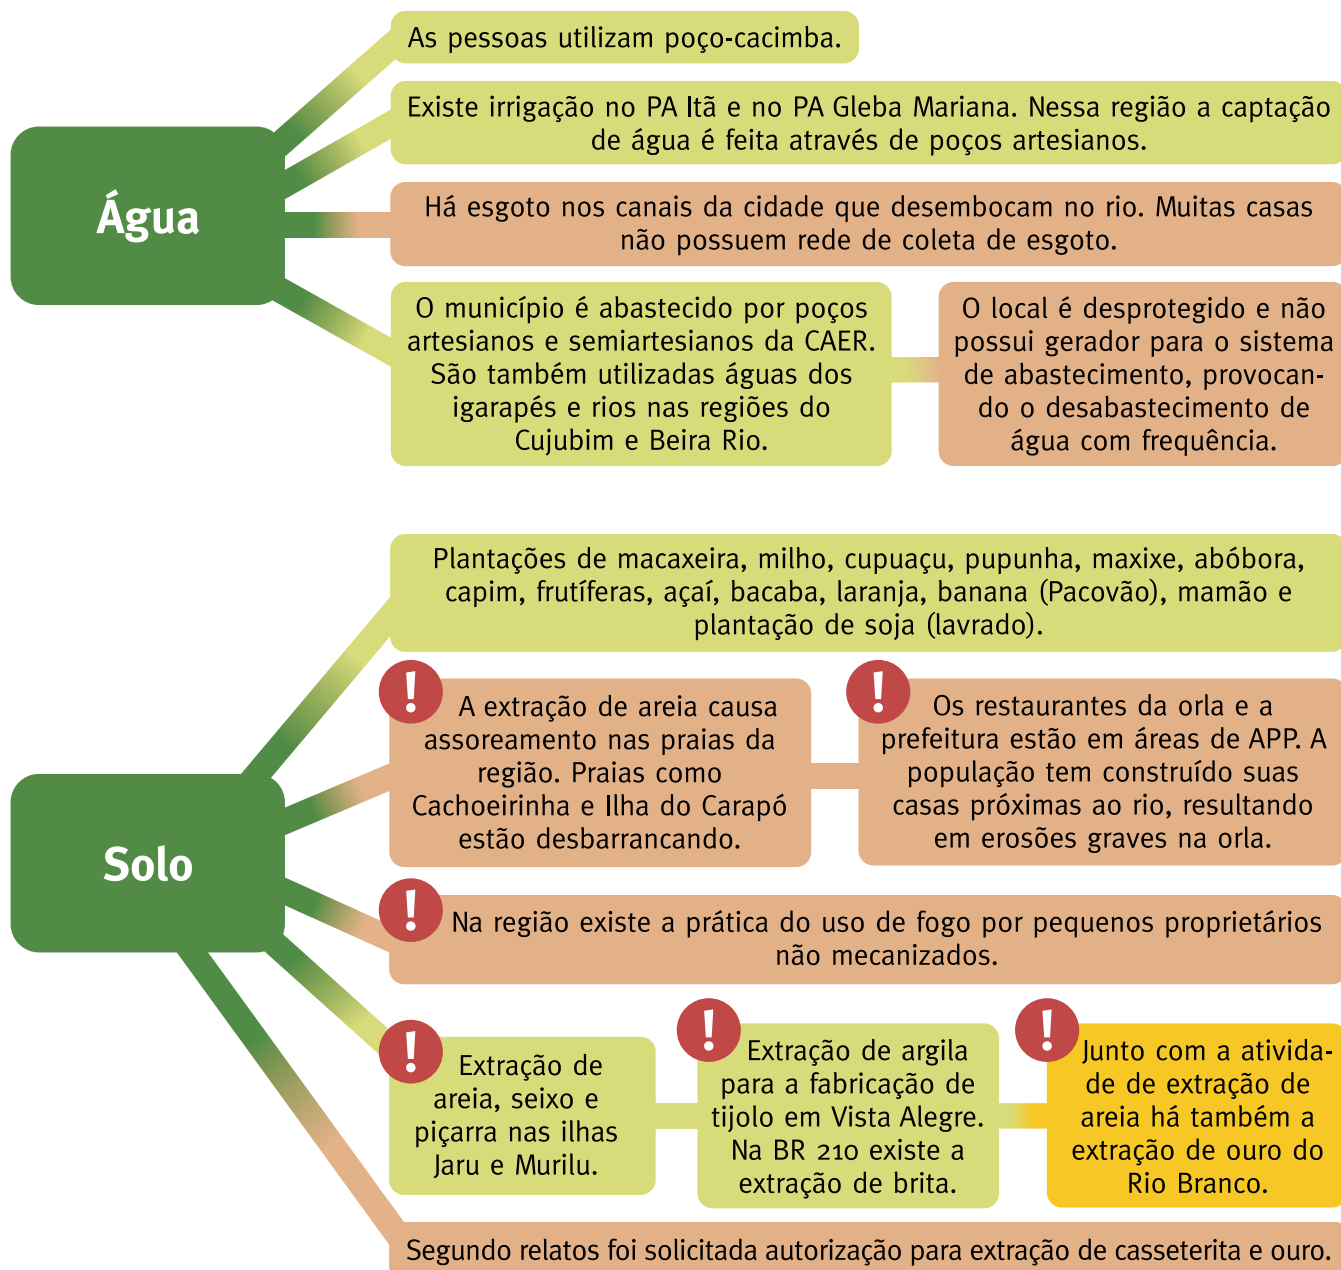 Água
As pessoas utilizam poço-cacimba.
Existe irrigação no PA Itã e no PA Gleba Mariana. Nessa região a captação
de água é feita através de poços artesianos.
Há esgoto nos canais da cidade que desembocam no rio. Muitas casas
não possuem rede de coleta de esgoto.
O município é abastecido por poços
artesianos e semiartesianos da CAER.
São também utilizadas águas dos
igarapés e rios nas regiões do
Cujubim e Beira Rio.
O local é desprotegido e não
possui gerador para o sistema
de abastecimento, provocan-
do o desabastecimento de
água com frequência.
Solo
Plantações de macaxeira, milho, cupuaçu, pupunha, maxixe, abóbora,
capim, frutíferas, açaí, bacaba, laranja, banana (Pacovão), mamão e
plantação de soja (lavrado).
!
A extração de areia causa
assoreamento nas praias da
região. Praias como
Cachoeirinha e Ilha do Carapó
estão desbarrancando.
!
Os restaurantes da orla e a
prefeitura estão em áreas de APP. A
população tem construído suas
casas próximas ao rio, resultando
em erosões graves na orla.
!
Na região existe a prática do uso de fogo por pequenos proprietários
não mecanizados.
!
Extração de
areia, seixo e
piçarra nas ilhas
Jaru e Murilu.
!
Extração de argila
para a fabricação de
tijolo em Vista Alegre.
Na BR 210 existe a
extração de brita.
!
Junto com a ativida-
de de extração de
areia há também a
extração de ouro do
Rio Branco.
Segundo relatos foi solicitada autorização para extração de casseterita e ouro.